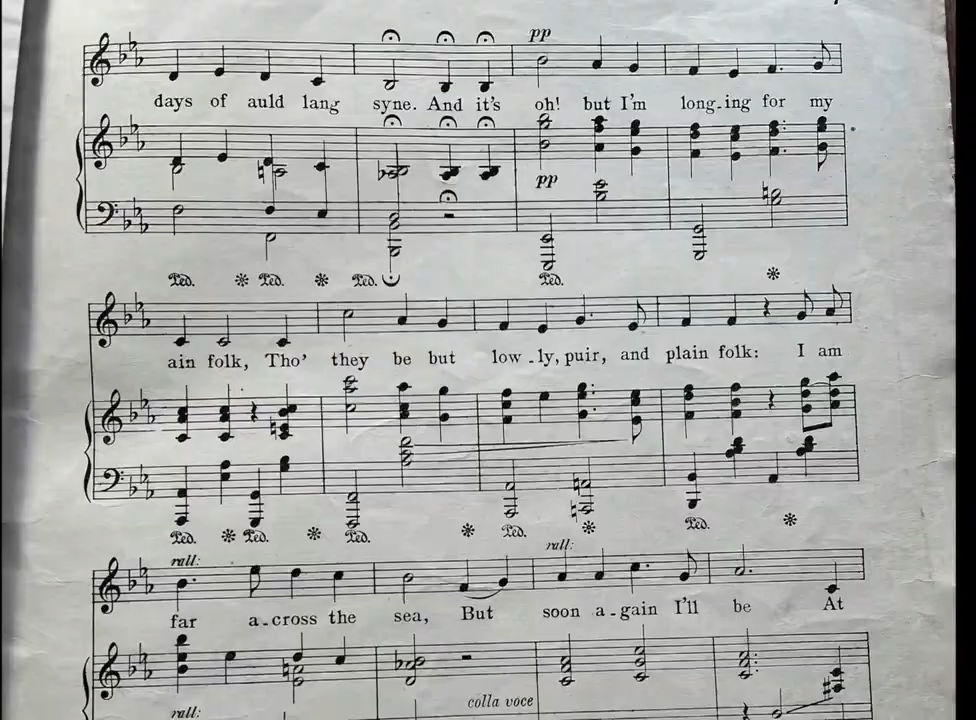 pp
days of auld lang syne. And it's oh! but I'm long-ing for my
pp
Ped. * Ped. * Ped. Ped. *
ain folk, Tho' they be but low-ly, puir, and plain folk: I am
Ped. * Ped. * Ped. * Ped. * Ped. *
rall: rall:
far a-cross the sea, But soon a-gain I'll be At
colla voce
rall: